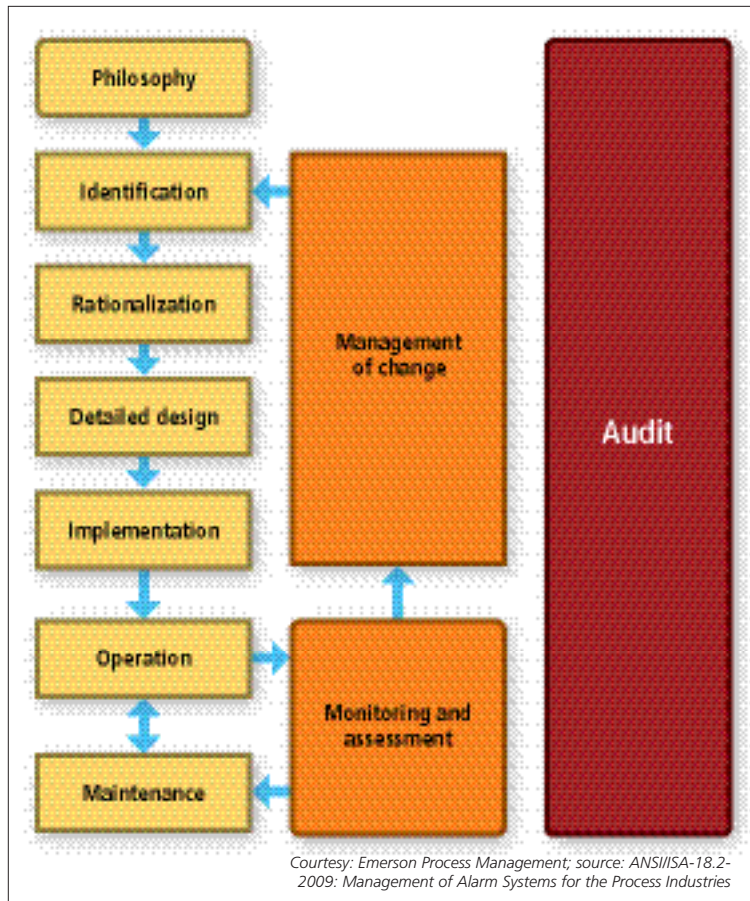 Philosophy
Identification
Rationalization
Detailed design
Implementation
Operation
Maintenance
Management
of change
Monitoring and
assessment
Audit
Courtesy: Emerson Process Management; source: ANSI/ISA-18.2-
2009: Management of Alarm Systems for the Process Industries